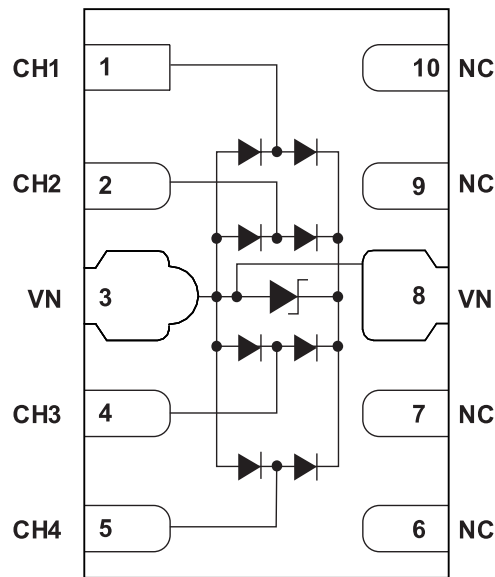 CH1 1 10 NC
CH2 2 9 NC
VN 3 8 VN
CH3 4 7 NC
CH4 5 6 NC